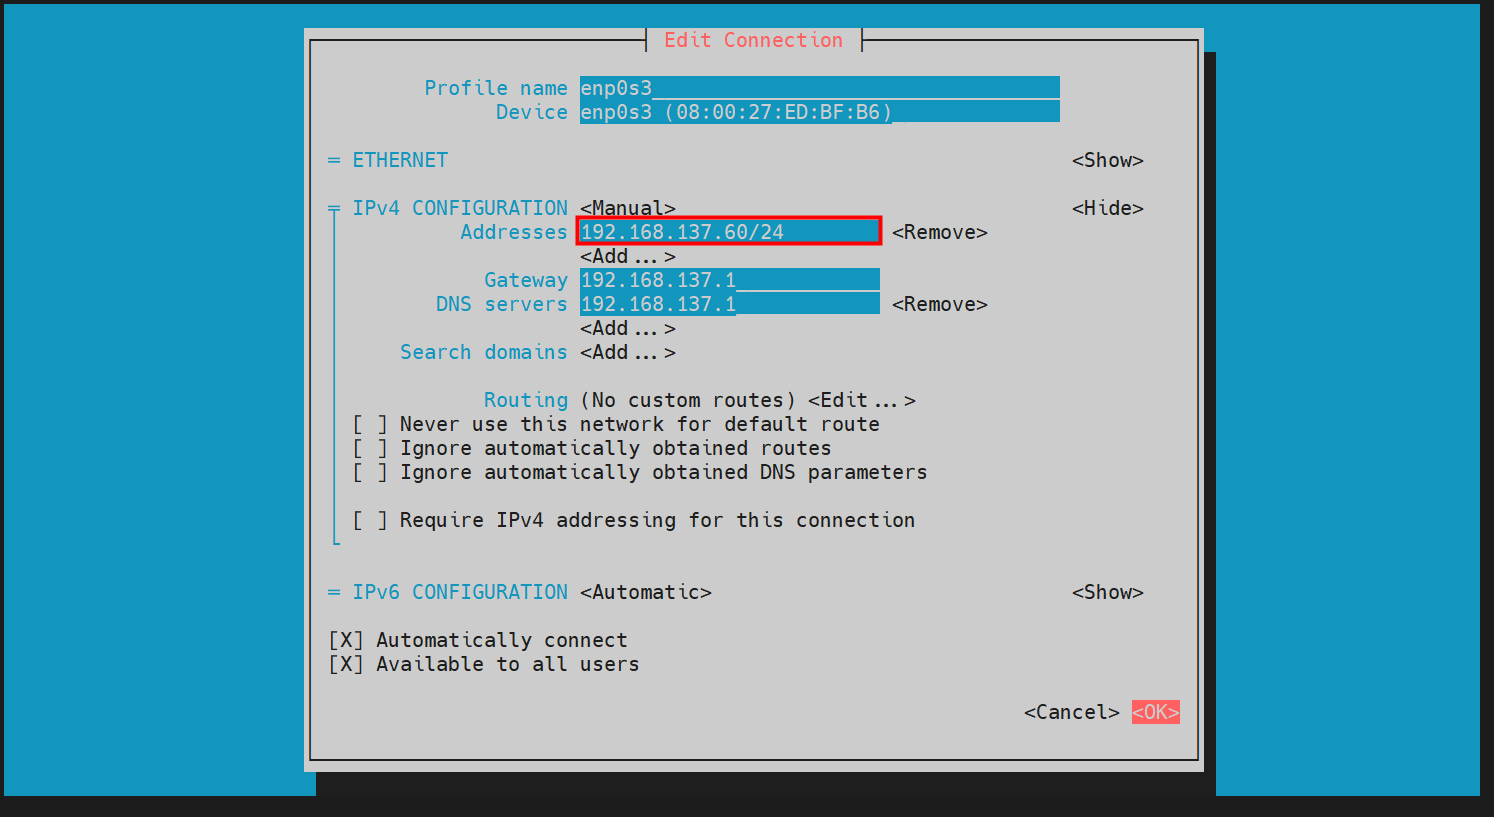 Edit Connection
Profile name enp0s3
Device enp0s3 (08:00:27:ED:BF:B6)
= ETHERNET <Show>
= IPv4 CONFIGURATION <Manual> <Hide>
Addresses 192.168.137.60/24 <Remove>
<Add...>
Gateway 192.168.137.1
DNS servers 192.168.137.1 <Remove>
<Add...>
Search domains <Add...>
Routing (No custom routes) <Edit...>
[ ] Never use this network for default route
[ ] Ignore automatically obtained routes
[ ] Ignore automatically obtained DNS parameters
[ ] Require IPv4 addressing for this connection
= IPv6 CONFIGURATION <Automatic> <Show>
[X] Automatically connect
[X] Available to all users
<Cancel> <OK>